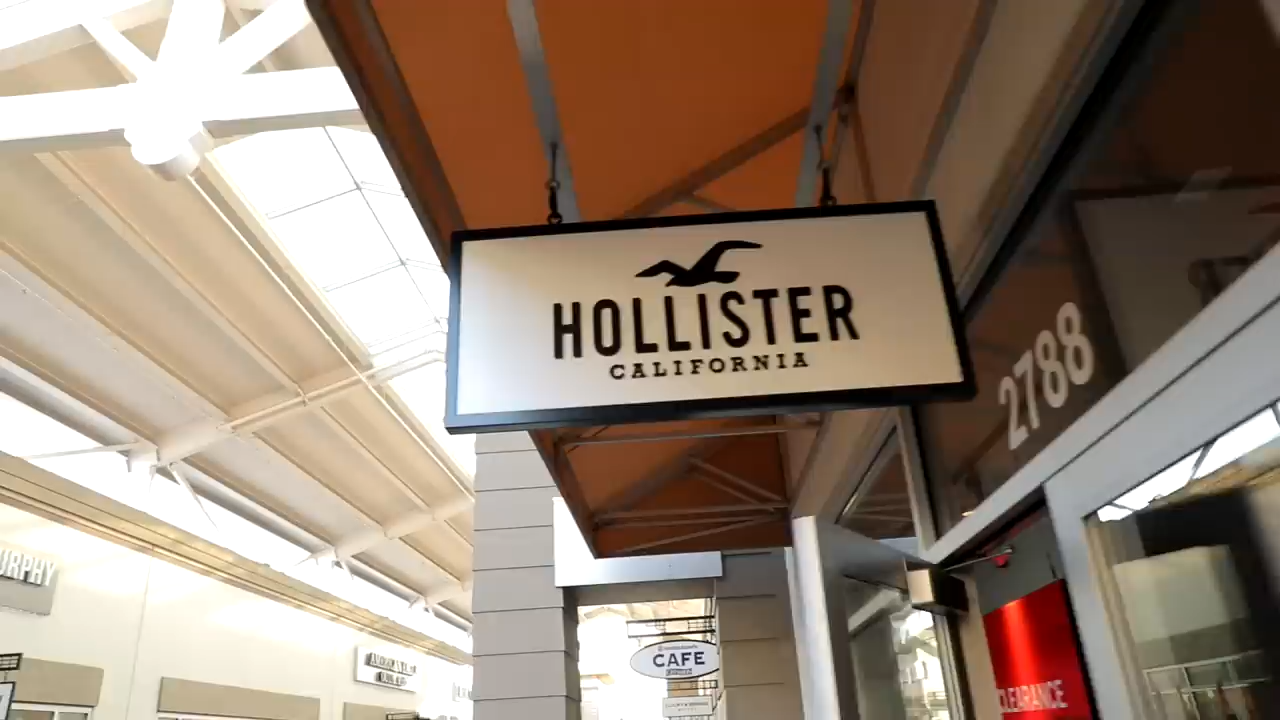 HOLLISTER
CALIFORNIA
2788
URPHY
CAFE
CLEARANCE